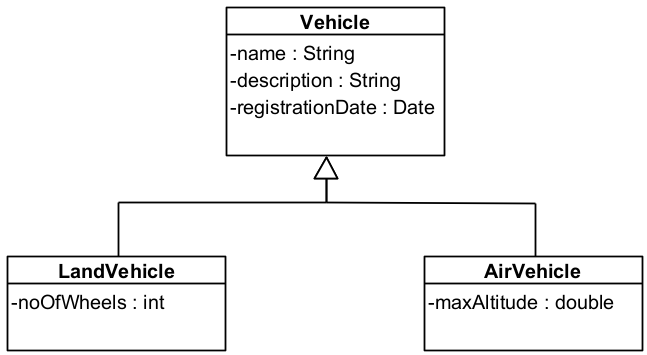 Vehicle
-name : String
-description : String
-registrationDate : Date
LandVehicle
-noOfWheels : int
AirVehicle
-maxAltitude : double